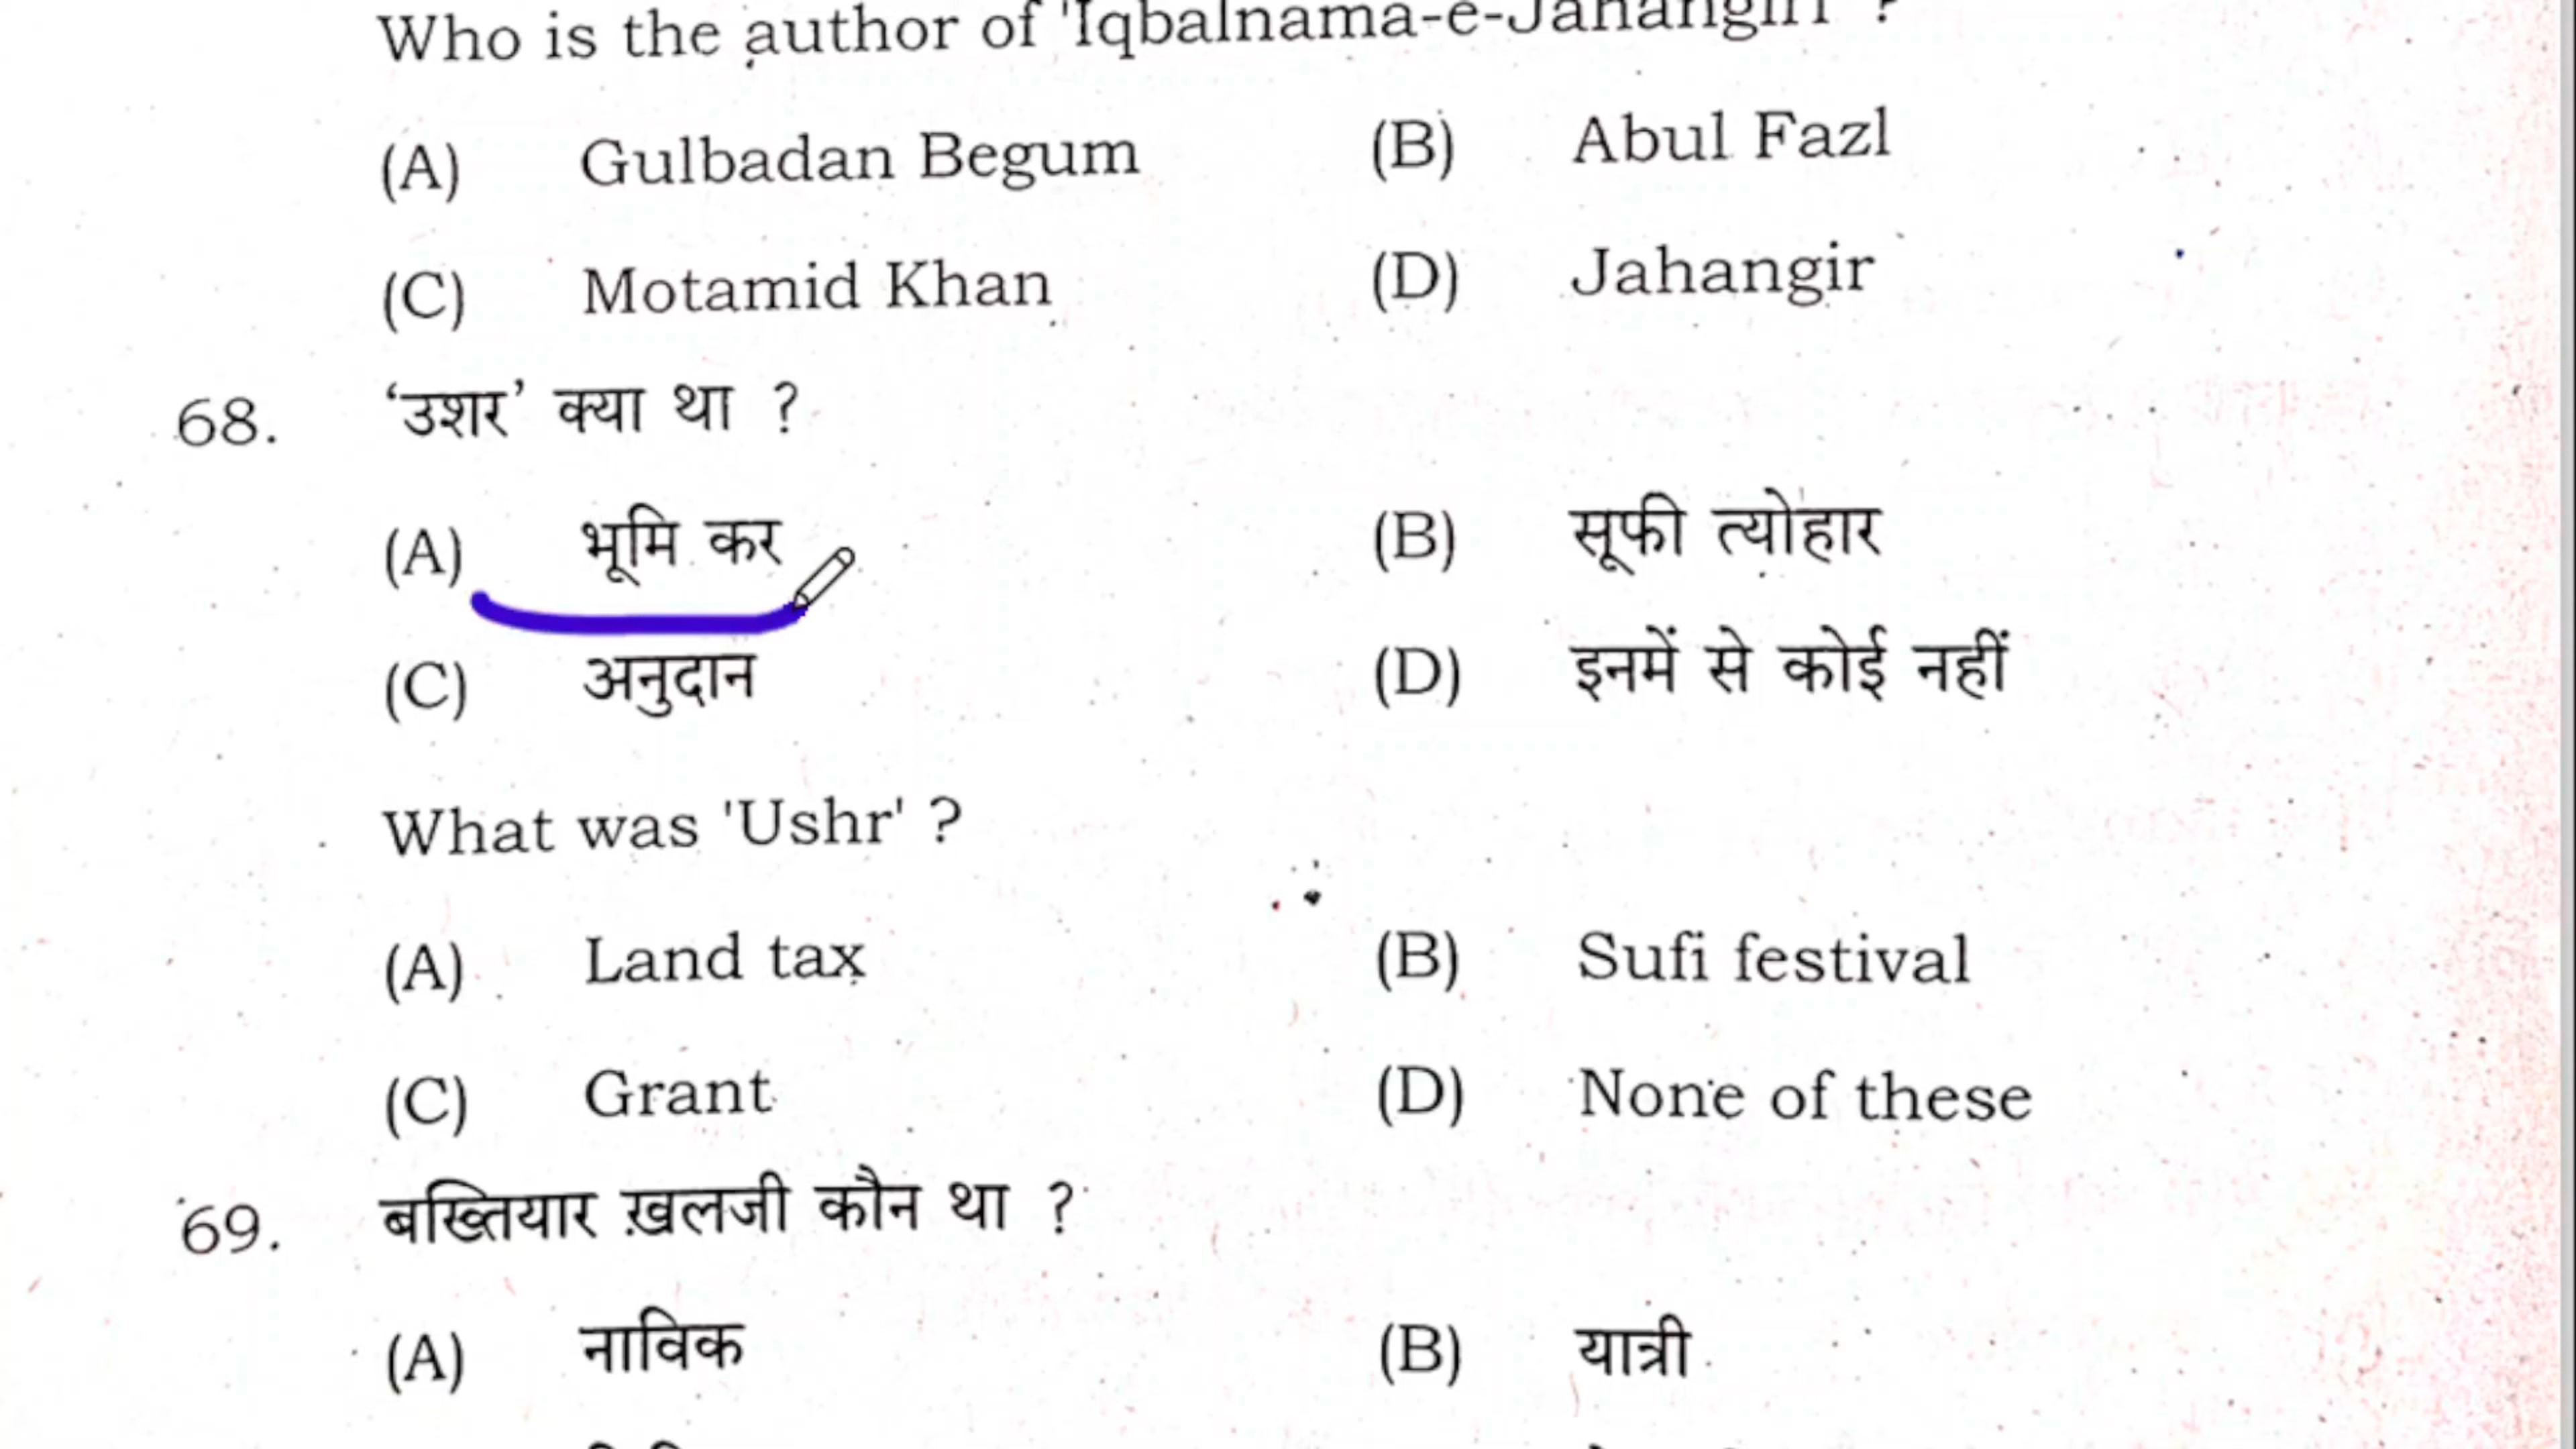 Who is the author of 'Iqbalnama-e-Jahangiri' ?
(A) Gulbadan Begum (B) Abul Fazl
(C) Motamid Khan (D) Jahangir
68. ‘उशर’ क्या था ?
(A) भूमि कर (B) सूफी त्योहार
(C) अनुदान (D) इनमें से कोई नहीं
What was 'Ushr' ?
(A) Land tax (B) Sufi festival
(C) Grant (D) None of these
69. बख्तियार ख़लजी कौन था ?
(A) नाविक (B) यात्री